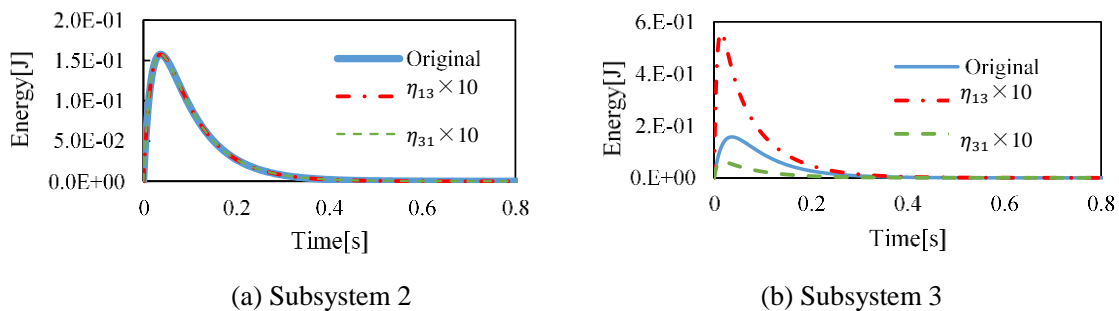 2.0E-01
1.5E-01
1.0E-01
5.0E-02
0.0E+00
Energy[J]
Original
η13×10
η31×10
0
0.2
0.4
0.6
0.8
Time[s]
(a) Subsystem 2
6.E-01
4.E-01
2.E-01
0.E+00
Energy[J]
Original
η13×10
η31×10
0
0.2
0.4
0.6
0.8
Time[s]
(b) Subsystem 3